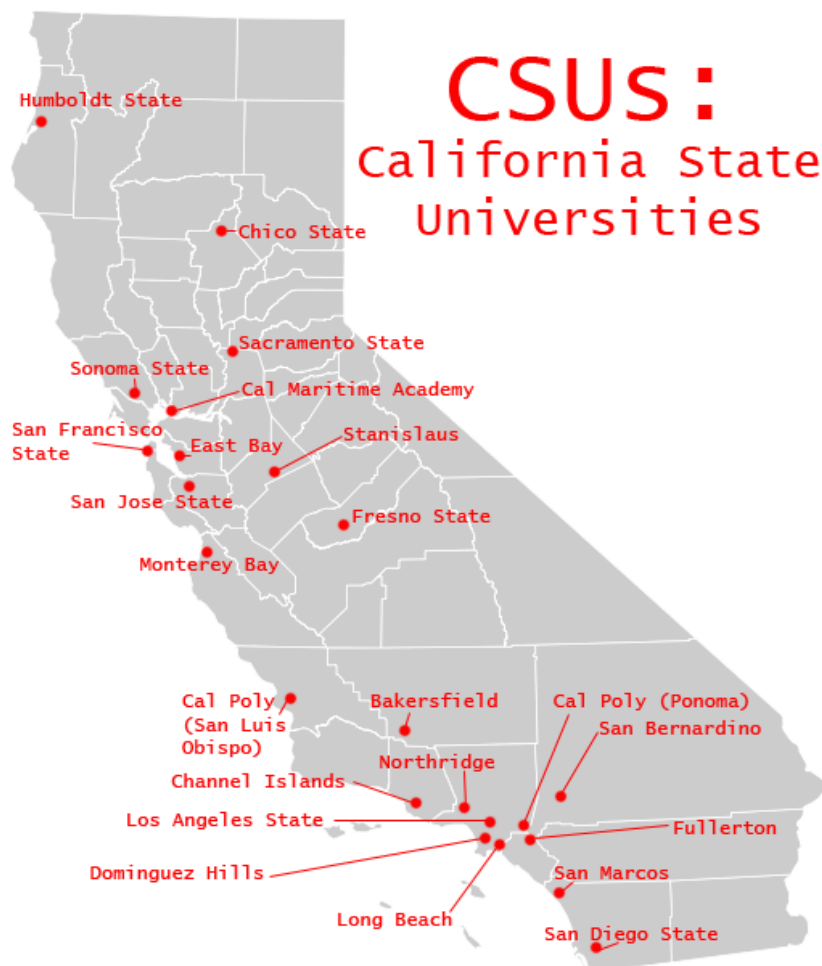 CSUs:
California State
Universities
Humboldt State
Chico State
Sacramento State
Sonoma State
Cal Maritime Academy
San Francisco
State
East Bay
Stanislaus
San Jose State
Fresno State
Monterey Bay
Cal Poly
(San Luis
Obispo)
Bakersfield
Cal Poly (Ponoma)
San Bernardino
Northridge
Channel Islands
Los Angeles State
Fullerton
Dominguez Hills
San Marcos
Long Beach
San Diego State